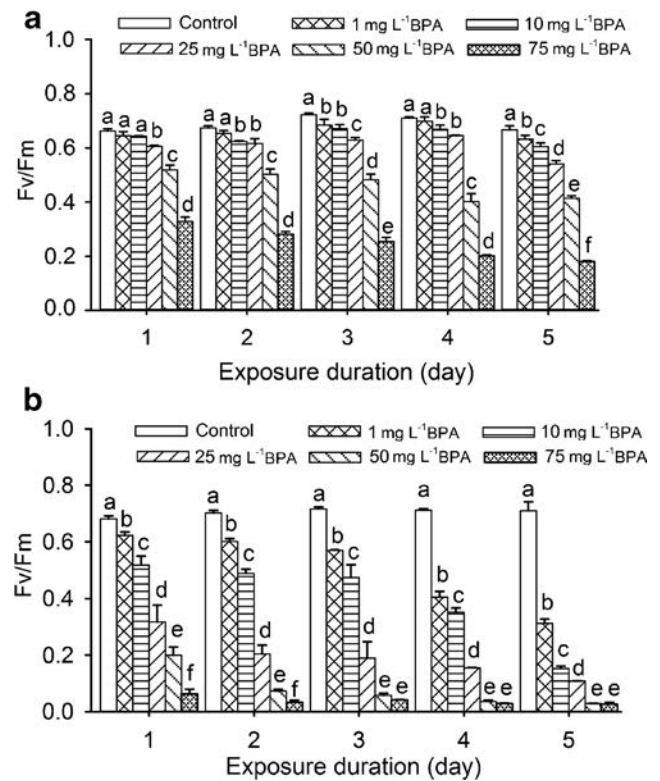 a
Control 1 mg L⁻¹BPA 10 mg L⁻¹BPA
25 mg L⁻¹BPA 50 mg L⁻¹BPA 75 mg L⁻¹BPA
Fv/Fm
1.0
0.8
0.6
0.4
0.2
0.0
a a a b c d
a a b b c d
a b b c d e
a a b b c d
a b c d e f
1 2 3 4 5
Exposure duration (day)
b
Control 1 mg L⁻¹BPA 10 mg L⁻¹BPA
25 mg L⁻¹BPA 50 mg L⁻¹BPA 75 mg L⁻¹BPA
Fv/Fm
1.0
0.8
0.6
0.4
0.2
0.0
a b c d e f
a b c d e f
a b c d e e
a b c d e e
a b c d e e
1 2 3 4 5
Exposure duration (day)